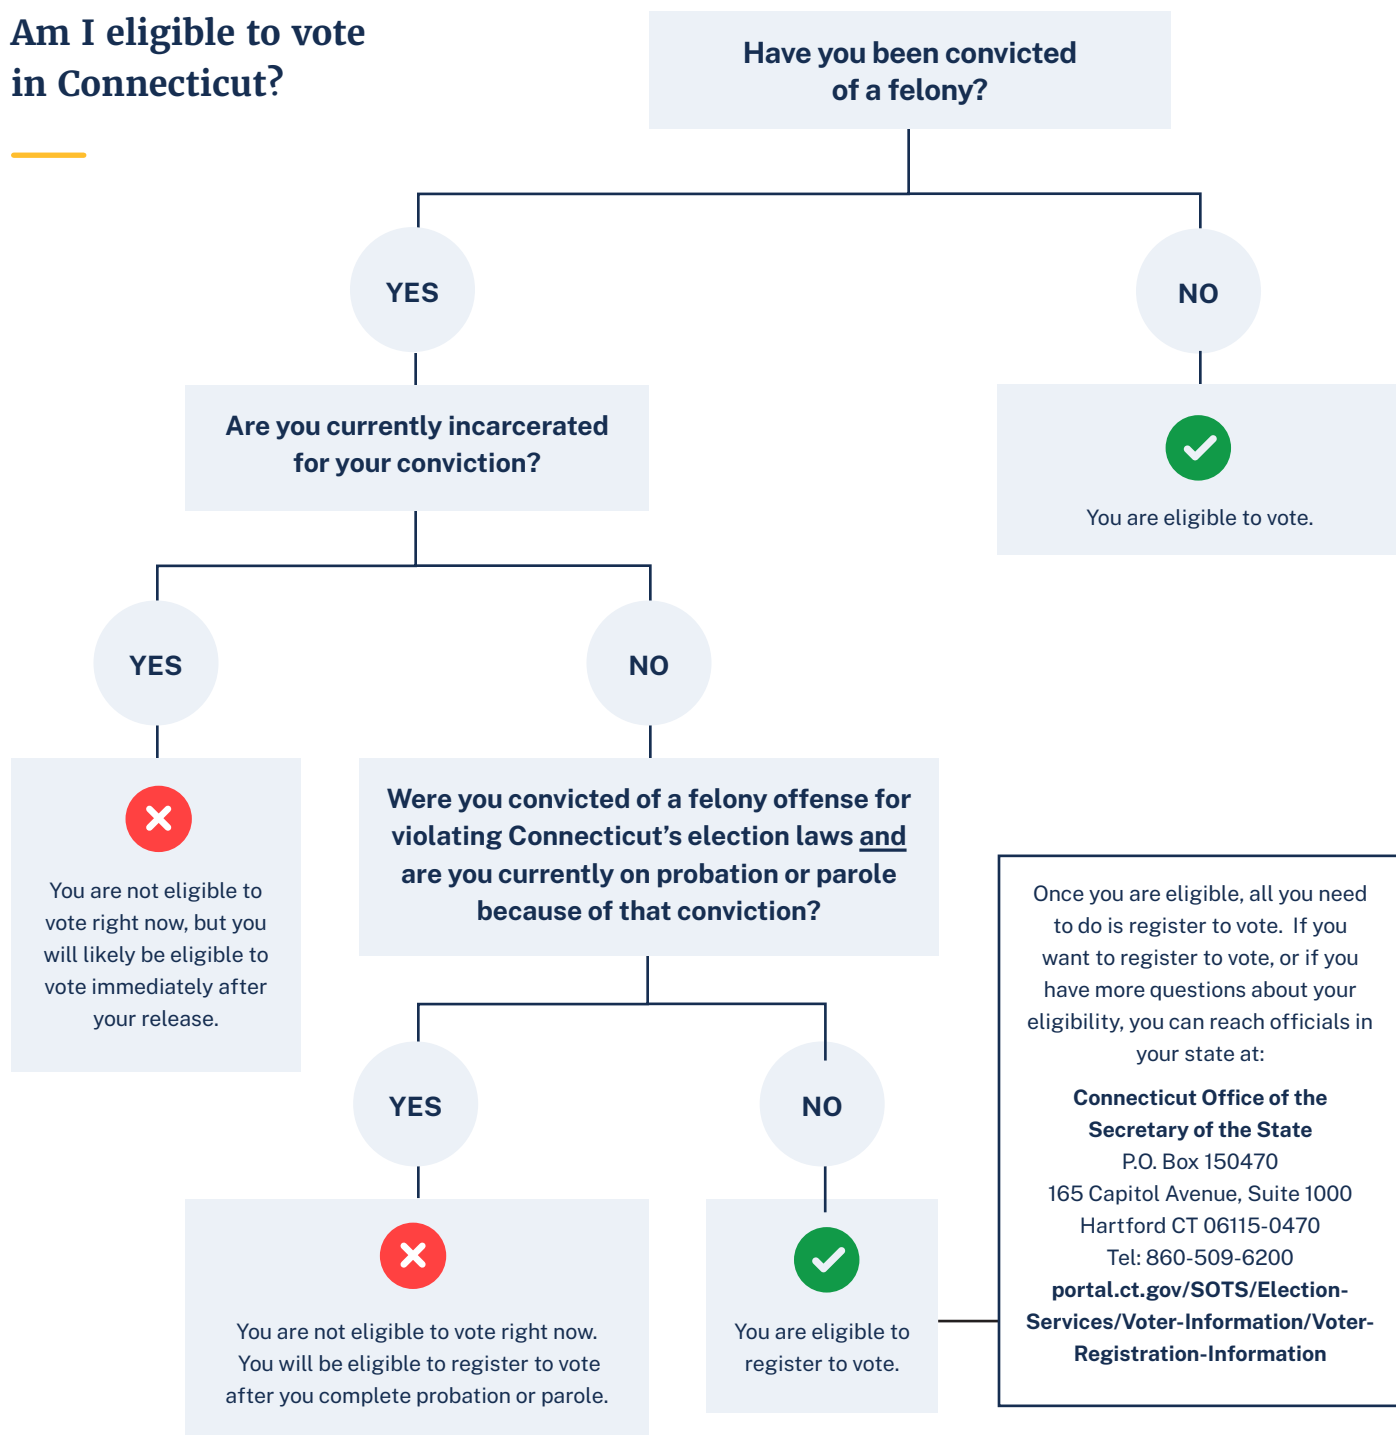 Am I eligible to vote
in Connecticut?
Have you been convicted
of a felony?
YES
NO
Are you currently incarcerated
for your conviction?
You are eligible to vote.
YES
NO
You are not eligible to
vote right now, but you
will likely be eligible to
vote immediately after
your release.
Were you convicted of a felony offense for
violating Connecticut's election laws and
are you currently on probation or parole
because of that conviction?
YES
NO
You are not eligible to vote right now.
You will be eligible to register to vote
after you complete probation or parole.
You are eligible to
register to vote.
Once you are eligible, all you need
to do is register to vote.  If you
want to register to vote, or if you
have more questions about your
eligibility, you can reach officials in
your state at:
Connecticut Office of the
Secretary of the State
P.O. Box 150470
165 Capitol Avenue, Suite 1000
Hartford CT 06115-0470
Tel: 860-509-6200
portal.ct.gov/SOTS/Election-
Services/Voter-Information/Voter-
Registration-Information